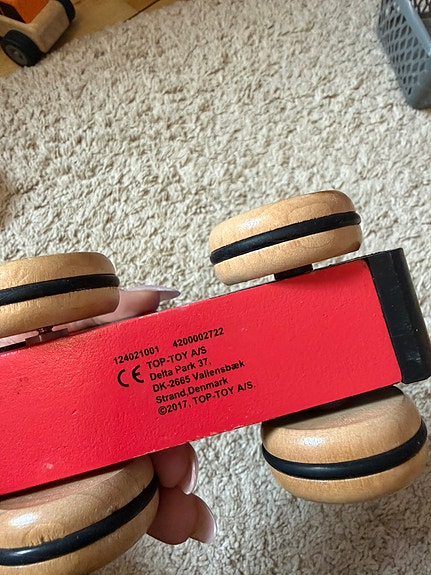 124021001 4200002722
CE TOP-TOY A/S
Delta Park 37,
DK-2665 Vallensbæk
Strand,Denmark
©2017, TOP-TOY A/S.